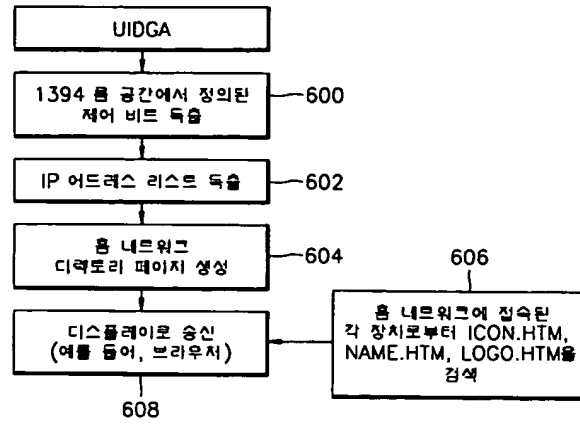 UIDGA
1394 롬 공간에서 정의된
제어 비트 독출
600
IP 어드레스 리스트 독출
602
홈 네트워크
디렉토리 페이지 생성
604
606
홈 네트워크에 접속된
각 장치로부터 ICON.HTM,
NAME.HTM, LOGO.HTM을
검색
디스플레이로 송신
(예를 들어, 브라우저)
608